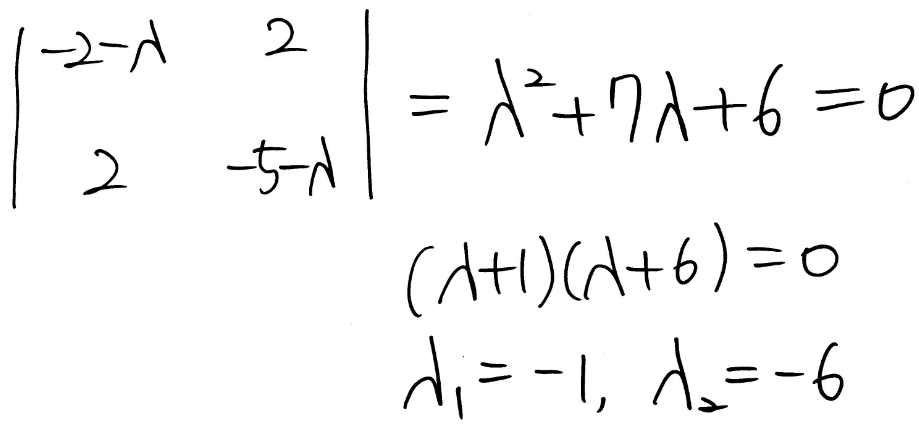 | -2-λ 2 |
| 2 -5-λ | = λ²+7λ+6=0
(λ+1)(λ+6)=0
λ₁=-1, λ₂=-6